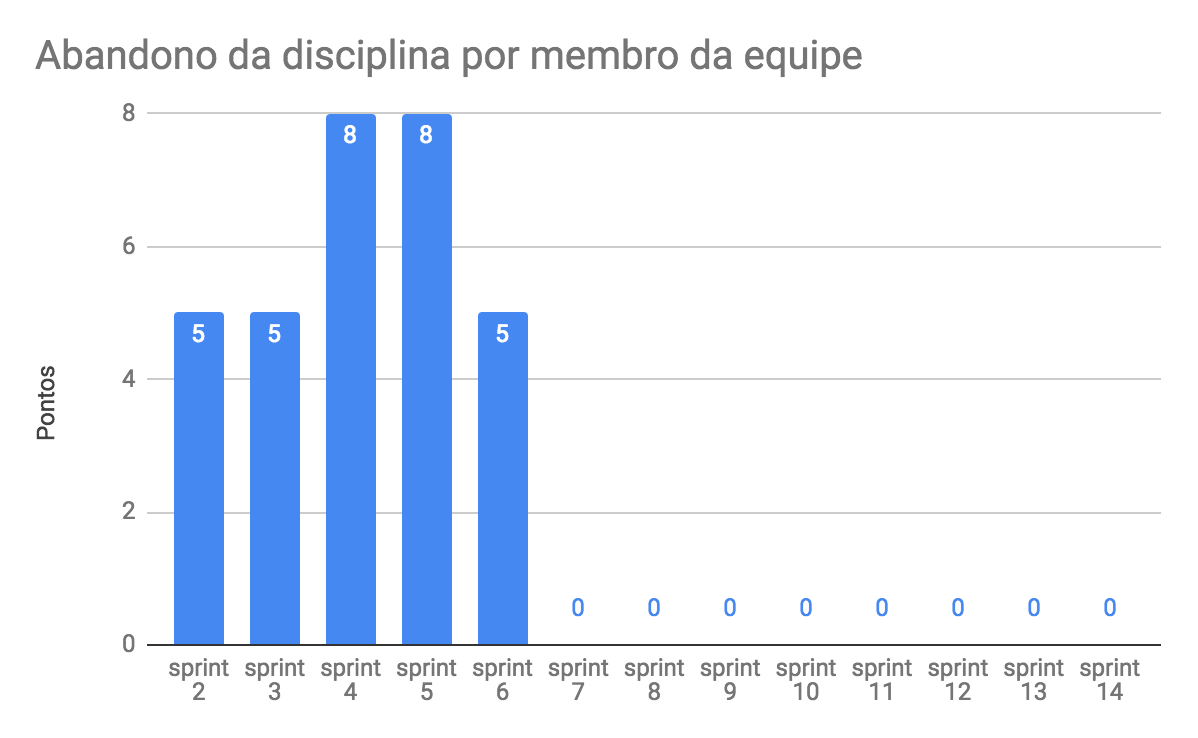 Abandono da disciplina por membro da equipe
Pontos
8
6
4
2
0
5
5
8
8
5
0
0
0
0
0
0
0
0
sprint 2
sprint 3
sprint 4
sprint 5
sprint 6
sprint 7
sprint 8
sprint 9
sprint 10
sprint 11
sprint 12
sprint 13
sprint 14